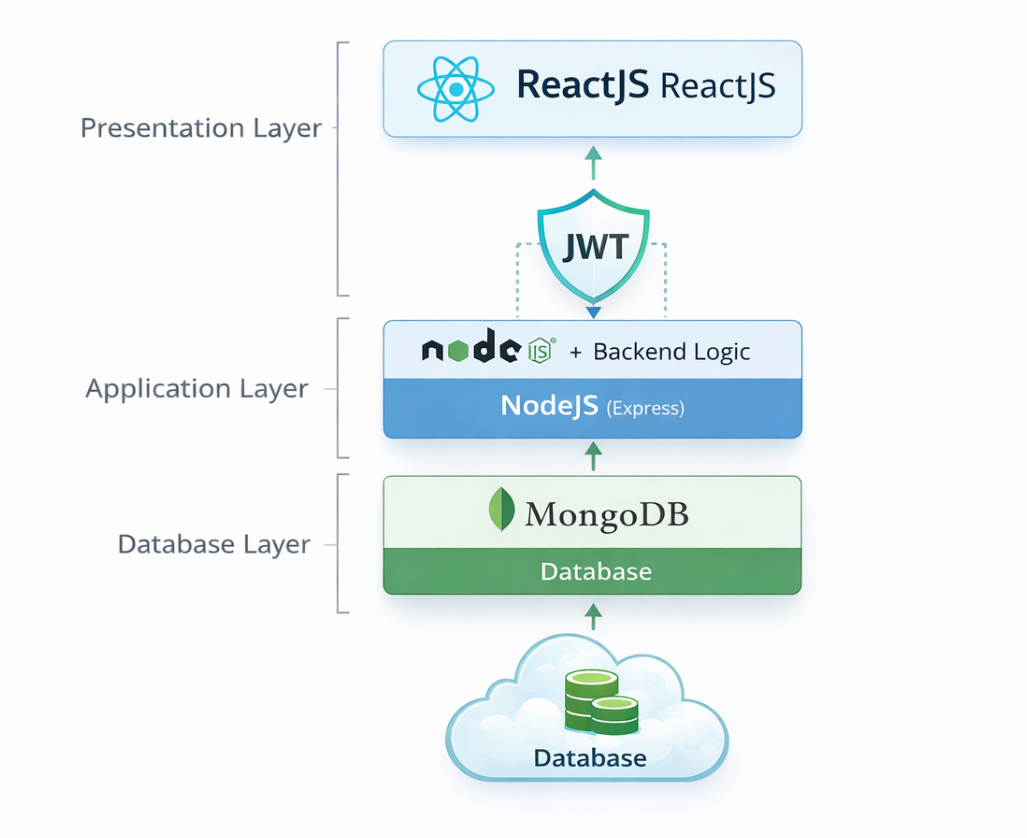 ReactJS ReactJS
Presentation Layer
JWT
node JS® + Backend Logic
Application Layer
NodeJS (Express)
MongoDB
Database Layer
Database
Database